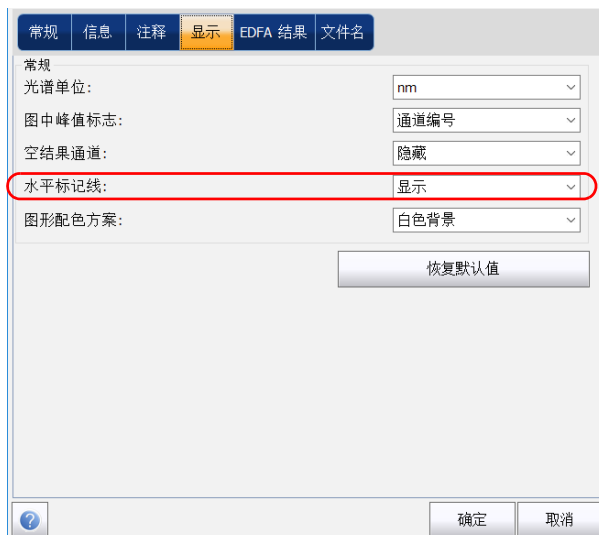 常规 信息 注释 显示 EDFA 结果 文件名
常规
光谱单位: nm
图中峰值标志: 通道编号
空结果通道: 隐藏
水平标记线: 显示
图形配色方案: 白色背景
恢复默认值
? 确定 取消